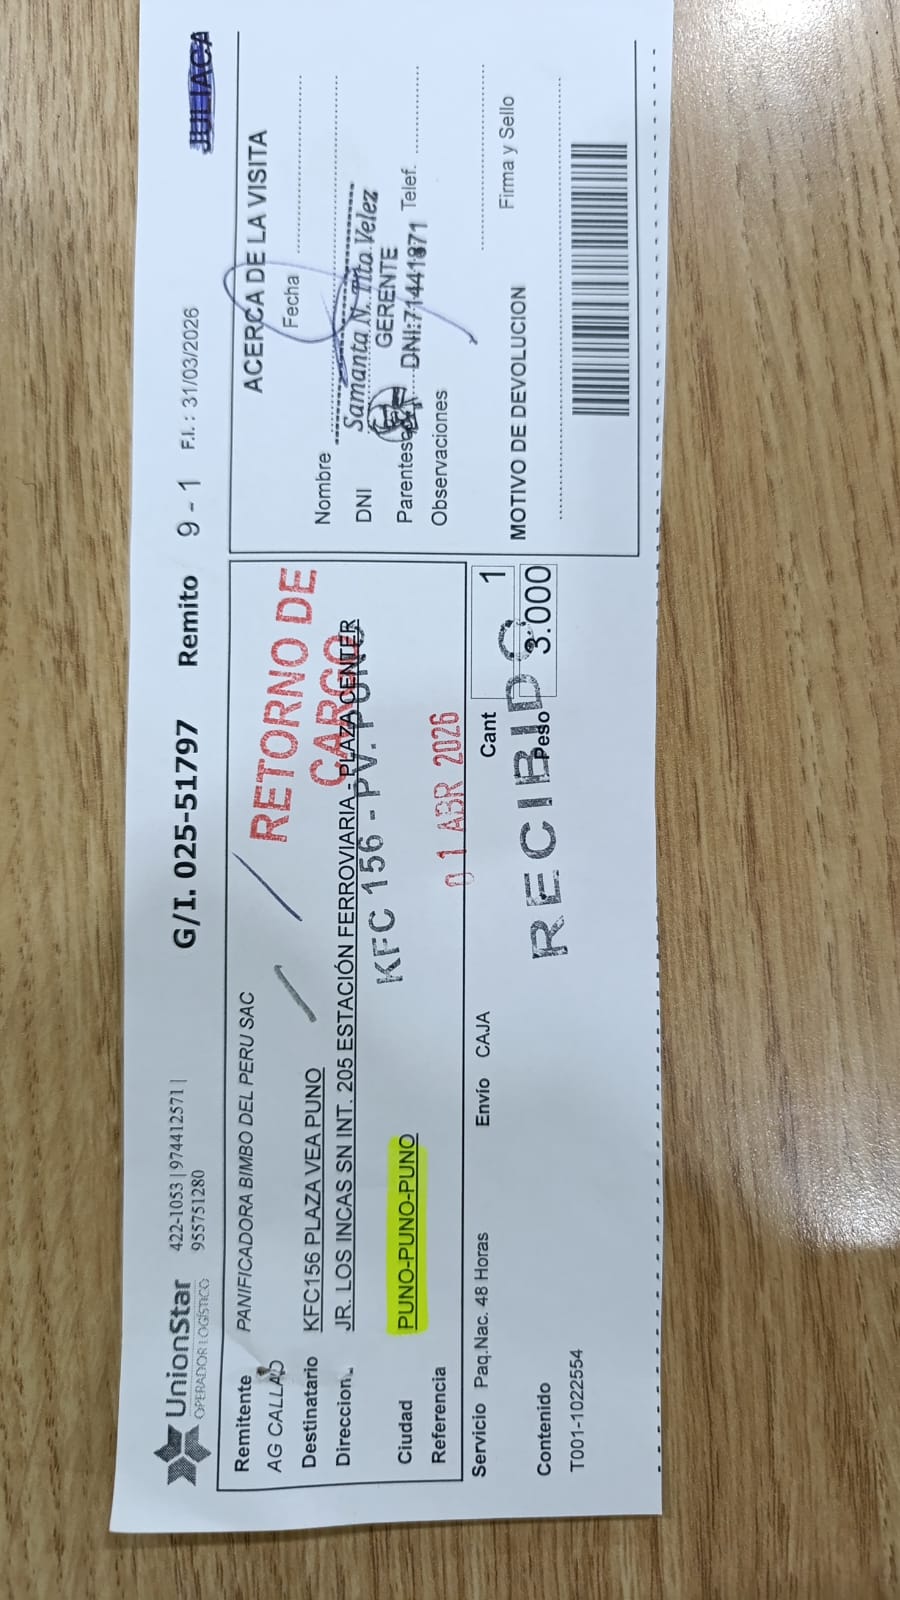 UnionStar
OPERADOR LOGÍSTICO
422-1053 | 974412571 |
955751280
G/I. 025-51797 Remito 9 - 1 F.I. : 31/03/2026 JULIACA
Remitente PANIFICADORA BIMBO DEL PERU SAC
AG CALLAO
Destinatario KFC156 PLAZA VEA PUNO
Direccion. JR. LOS INCAS SN INT. 205 ESTACIÓN FERROVIARIA - PLAZA CENTER
Ciudad PUNO-PUNO-PUNO
Referencia
RETORNO DE
CARGO
KFC 156 - PV.
01 ABR 2026
Servicio Paq.Nac. 48 Horas Envío CAJA Cant 1
Peso 3.000
RECIBIDO
Contenido
T001-1022554
ACERCA DE LA VISITA
Fecha
Nombre
Samanta N. Tito Velez
DNI
GERENTE
Parentesco DNI:71441871 Telef.
Observaciones
Firma y Sello
MOTIVO DE DEVOLUCION